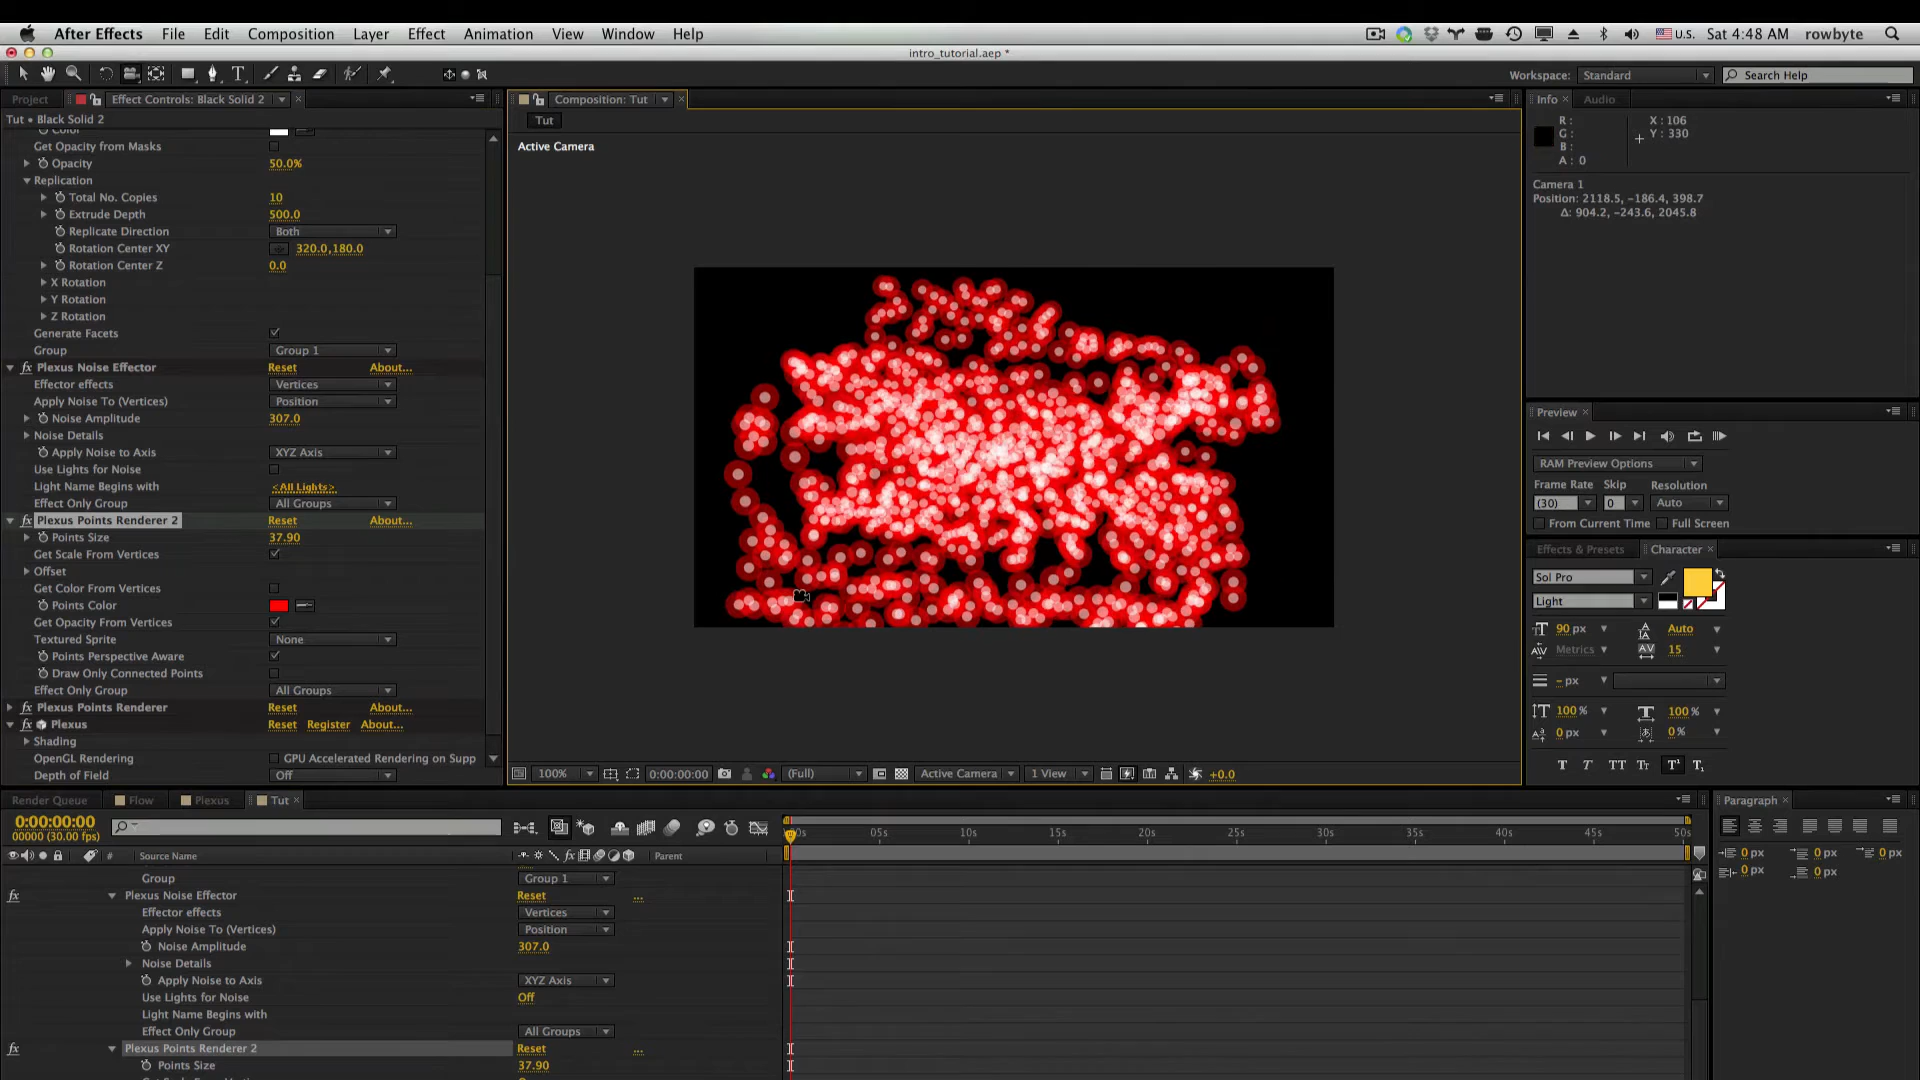 After Effects File Edit Composition Layer Effect Animation View Window Help U.S. Sat 4:48 AM rowbyte
intro_tutorial.aep *
T Workspace: Standard Search Help
Project Effect Controls: Black Solid 2
Tut • Black Solid 2
Color
Get Opacity from Masks
Opacity 50.0%
Replication
Total No. Copies 10
Extrude Depth 500.0
Replicate Direction Both
Rotation Center XY 320.0,180.0
Rotation Center Z 0.0
X Rotation
Y Rotation
Z Rotation
Generate Facets
Group Group 1
fx Plexus Noise Effector Reset About...
Effector effects Vertices
Apply Noise To (Vertices) Position
Noise Amplitude 307.0
Noise Details
Apply Noise to Axis XYZ Axis
Use Lights for Noise
Light Name Begins with <All Lights>
Effect Only Group All Groups
fx Plexus Points Renderer 2 Reset About...
Points Size 37.90
Get Scale From Vertices
Offset
Get Color From Vertices
Points Color
Get Opacity From Vertices
Textured Sprite None
Points Perspective Aware
Draw Only Connected Points
Effect Only Group All Groups
fx Plexus Points Renderer Reset About...
fx Plexus Reset Register About...
Shading
OpenGL Rendering GPU Accelerated Rendering on Supp
Depth of Field Off
Composition: Tut
Tut
Active Camera
100% 0:00:00:00 (Full) Active Camera 1 View +0.0
Info Audio
R : X : 106
G : Y : 330
B :
A : 0
Camera 1
Position: 2118.5, -186.4, 398.7
Δ: 904.2, -243.6, 2045.8
Preview
RAM Preview Options
Frame Rate Skip Resolution
(30) 0 Auto
From Current Time Full Screen
Effects & Presets Character
Sol Pro
Light
90 px Auto
Metrics 15
- px
100% 100%
0 px 0%
T T TT Tr T¹ T₁
Render Queue Flow Plexus Tut
0:00:00:00
00000 (30.00 fps)
# Source Name fx Parent
05s 10s 15s 20s 25s 30s 35s 40s 45s 50s
Group Group 1
fx Plexus Noise Effector Reset ...
Effector effects Vertices
Apply Noise To (Vertices) Position
Noise Amplitude 307.0
Noise Details
Apply Noise to Axis XYZ Axis
Use Lights for Noise Off
Light Name Begins with
Effect Only Group All Groups
fx Plexus Points Renderer 2 Reset ...
Points Size 37.90
Paragraph
0 px 0 px 0 px
0 px 0 px